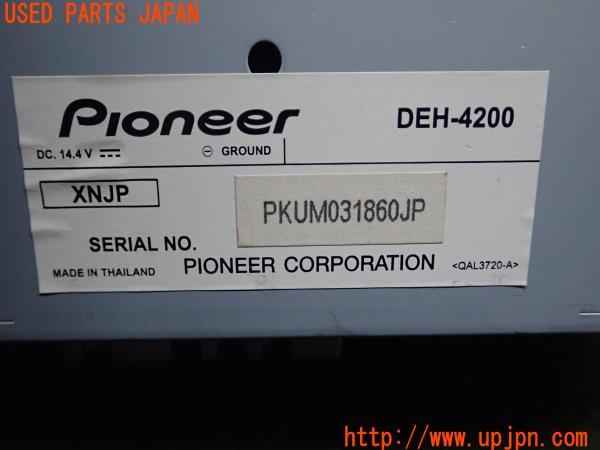 USED PARTS JAPAN
Pioneer DEH-4200
DC. 14.4 V ⎓ ⊖ GROUND
XNJP
PKUM031860JP
SERIAL NO.
MADE IN THAILAND PIONEER CORPORATION <QAL3720-A>
http://www.upjpn.com